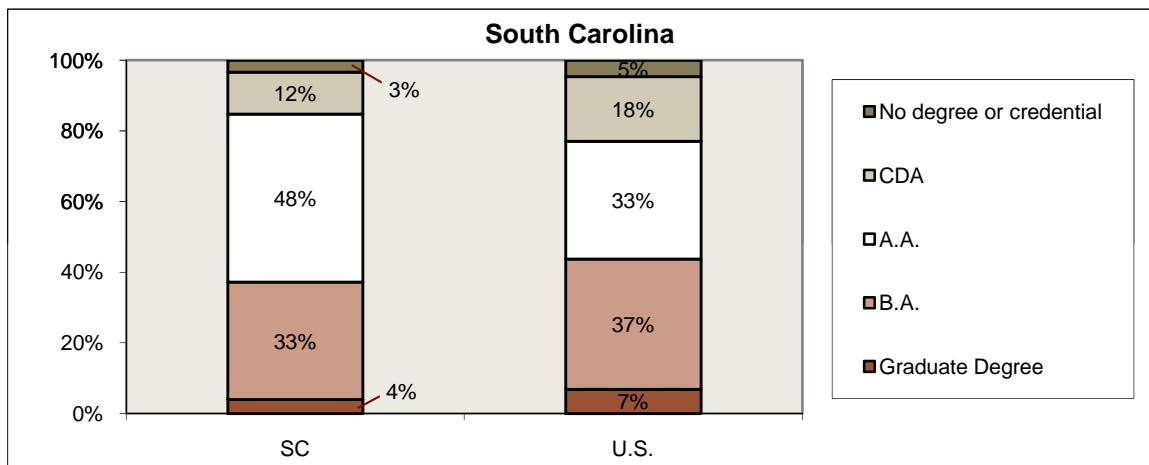 South Carolina
100%
80%
60%
40%
20%
0%
3%
12%
48%
33%
4%
5%
18%
33%
37%
7%
SC
U.S.
No degree or credential
CDA
A.A.
B.A.
Graduate Degree